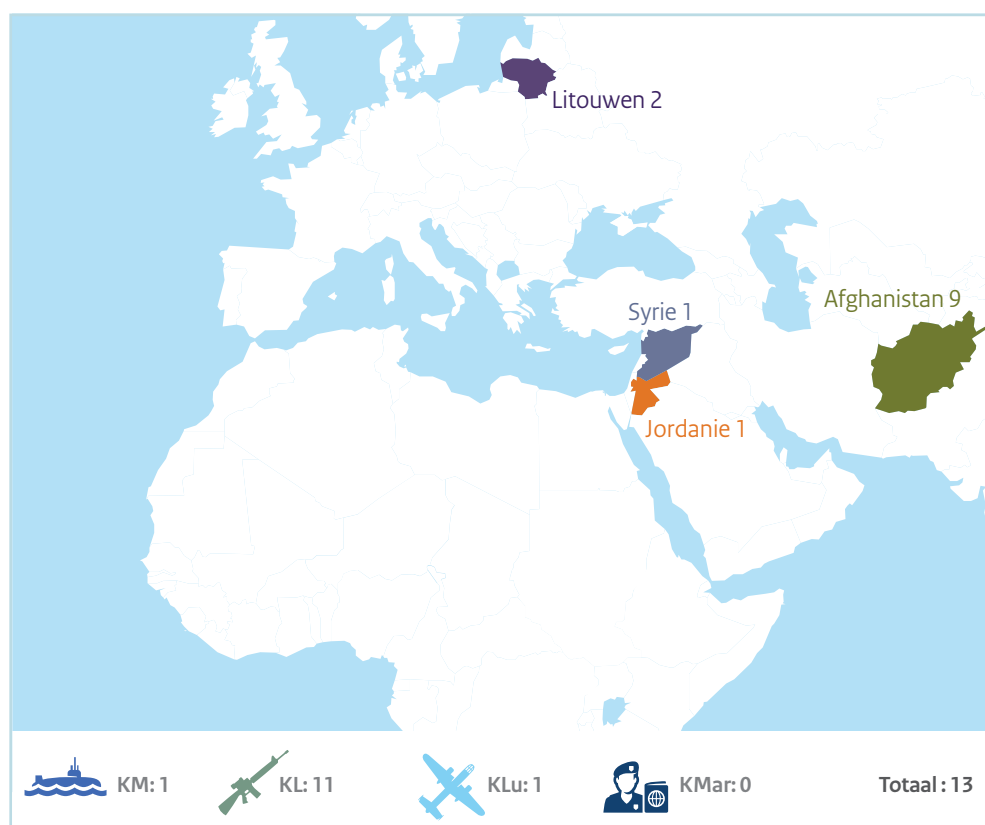 Litouwen 2
Afghanistan 9
Syrie 1
Jordanie 1
KM: 1 KL: 11 KLu: 1 KMar: 0 Totaal : 13